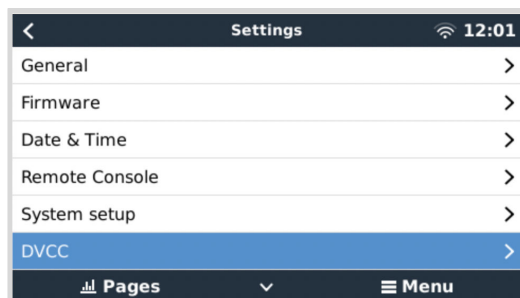 Settings 12:01
General
Firmware
Date & Time
Remote Console
System setup
DVCC
Pages Menu